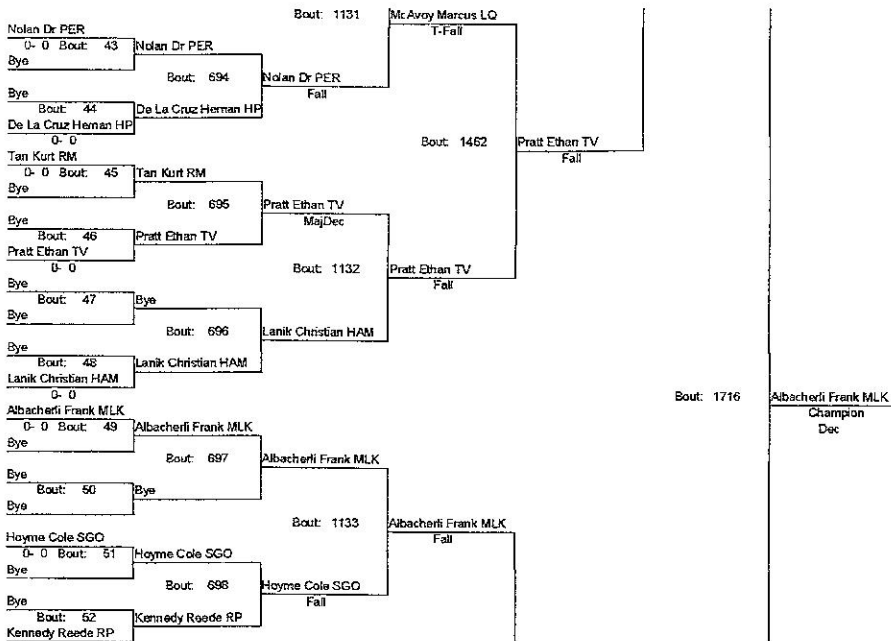 Bout: 1131
Mc Avoy Marcus LQ
T-Fall
Nolan Dr PER
0- 0 Bout: 43
Nolan Dr PER
Bye
Bout: 694
Nolan Dr PER
Fall
Bye
Bout: 44
De La Cruz Hernan HP
De La Cruz Hernan HP
0- 0
Bout: 1462
Pratt Ethan TV
Fall
Tan Kurt RM
0- 0 Bout: 45
Tan Kurt RM
Bye
Bout: 695
Pratt Ethan TV
MajDec
Bye
Bout: 46
Pratt Ethan TV
Pratt Ethan TV
0- 0
Bout: 1132
Pratt Ethan TV
Fall
Bye
Bout: 47
Bye
Bye
Bout: 696
Lanik Christian HAM
Bye
Bout: 48
Lanik Christian HAM
Lanik Christian HAM
0- 0
Bout: 1716
Albacherli Frank MLK
Champion
Dec
Albacherli Frank MLK
0- 0 Bout: 49
Albacherli Frank MLK
Bye
Bout: 697
Albacherli Frank MLK
Bye
Bout: 50
Bye
Bye
Bout: 1133
Albacherli Frank MLK
Fall
Hoyme Cole SGO
0- 0 Bout: 51
Hoyme Cole SGO
Bye
Bout: 698
Hoyme Cole SGO
Fall
Bye
Bout: 52
Kennedy Reede RP
Kennedy Reede RP